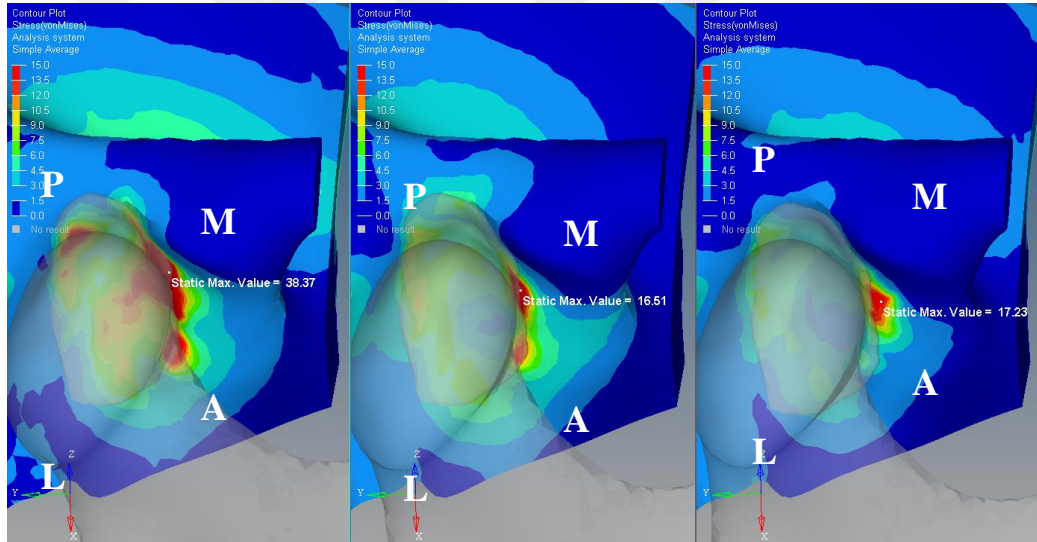 Contour Plot
Stress(vonMises)
Analysis system
Simple Average
15.0
13.5
12.0
10.5
9.0
7.5
6.0
4.5
3.0
1.5
0.0
No result
P
M
Static Max. Value = 38.37
A
L
Z
Y
X
Contour Plot
Stress(vonMises)
Analysis system
Simple Average
15.0
13.5
12.0
10.5
9.0
7.5
6.0
4.5
3.0
1.5
0.0
No result
P
M
Static Max. Value = 16.51
A
L
Z
Y
X
Contour Plot
Stress(vonMises)
Analysis system
Simple Average
15.0
13.5
12.0
10.5
9.0
7.5
6.0
4.5
3.0
1.5
0.0
No result
P
M
Static Max. Value = 17.23
A
L
Z
Y
X